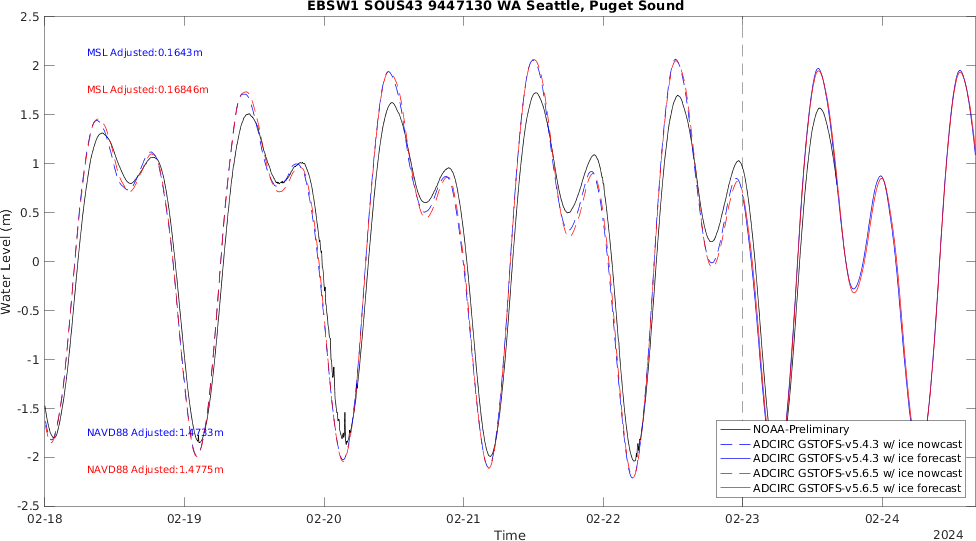 EBSW1 SOUS43 9447130 WA Seattle, Puget Sound
2.5
2
1.5
1
0.5
0
-0.5
-1
-1.5
-2
-2.5
Water Level (m)
MSL Adjusted:0.1643m
MSL Adjusted:0.16846m
NAVD88 Adjusted:1.4733m
NAVD88 Adjusted:1.4775m
NOAA-Preliminary
ADCIRC GSTOFS-v5.4.3 w/ ice nowcast
ADCIRC GSTOFS-v5.4.3 w/ ice forecast
ADCIRC GSTOFS-v5.6.5 w/ ice nowcast
ADCIRC GSTOFS-v5.6.5 w/ ice forecast
02-18 02-19 02-20 02-21 02-22 02-23 02-24
Time
2024